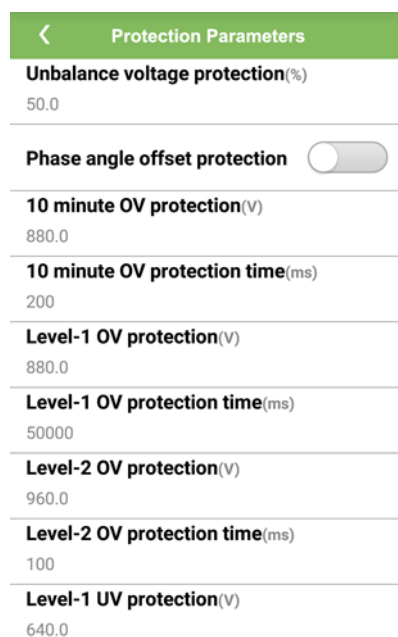 Protection Parameters
Unbalance voltage protection(%)
50.0
Phase angle offset protection
10 minute OV protection(V)
880.0
10 minute OV protection time(ms)
200
Level-1 OV protection(V)
880.0
Level-1 OV protection time(ms)
50000
Level-2 OV protection(V)
960.0
Level-2 OV protection time(ms)
100
Level-1 UV protection(V)
640.0